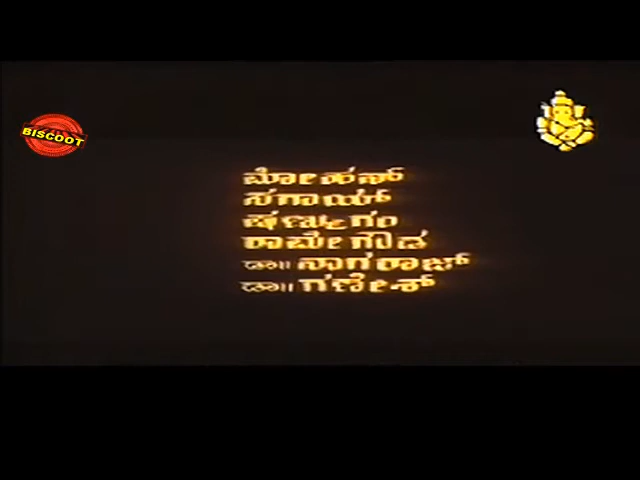 BISCOOT
ಮೋಹನ್
ಸಗಾಯ್
ಷಣ್ಮುಗಂ
ರಾಮೇಗೌಡ
ಡಾ॥ ನಾಗರಾಜ್
ಡಾ॥ ಗಣೇಶ್